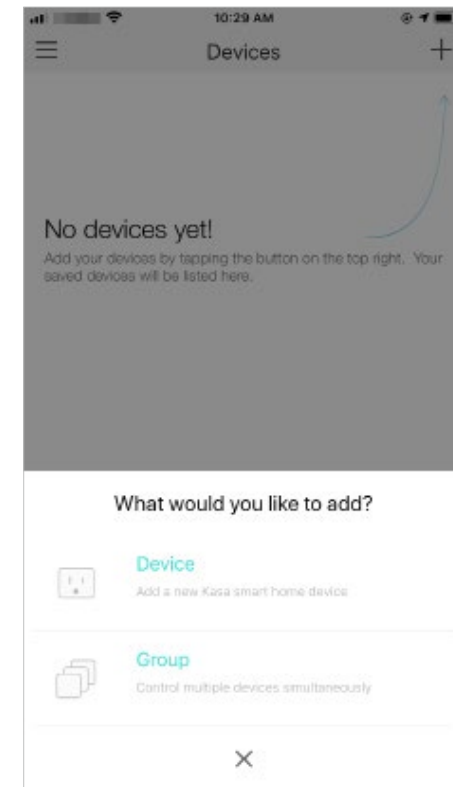 10:29 AM
Devices
No devices yet!
Add your devices by tapping the button on the top right. Your
saved devices will be listed here.
What would you like to add?
Device
Add a new Kasa smart home device
Group
Control multiple devices simultaneously